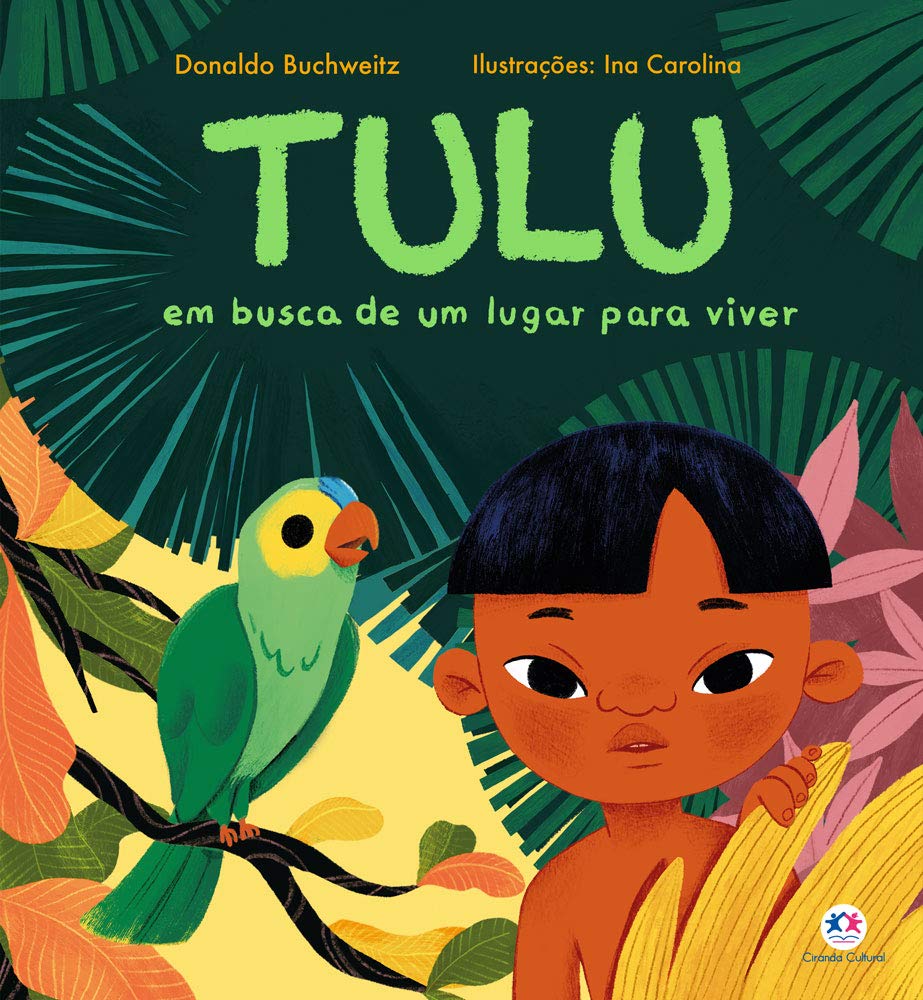 Donaldo Buchweitz
Ilustrações: Ina Carolina
TULU
em busca de um lugar para viver
Ciranda Cultural